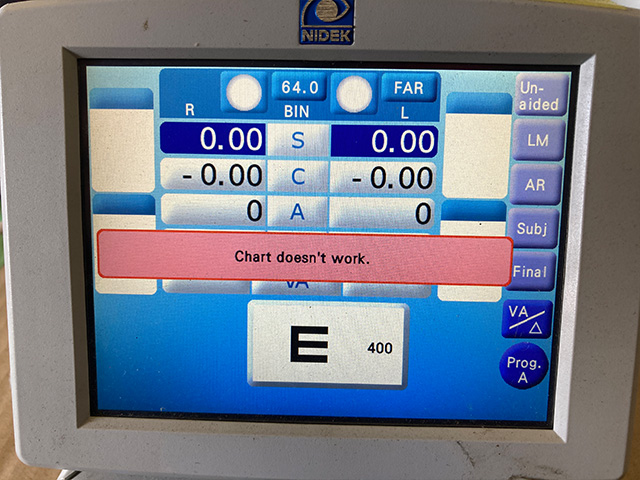 NIDEK
64.0 FAR
R BIN L
0.00 S 0.00
- 0.00 C - 0.00
0 A 0
Chart doesn't work.
VA
E 400
Un-
aided
LM
AR
Subj
Final
VA/△
Prog.
A